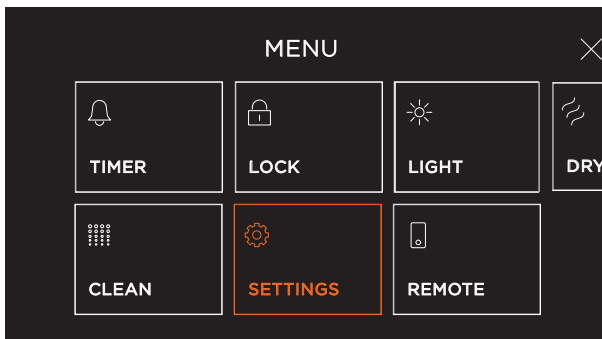 MENU
TIMER
LOCK
LIGHT
DRY
CLEAN
SETTINGS
REMOTE